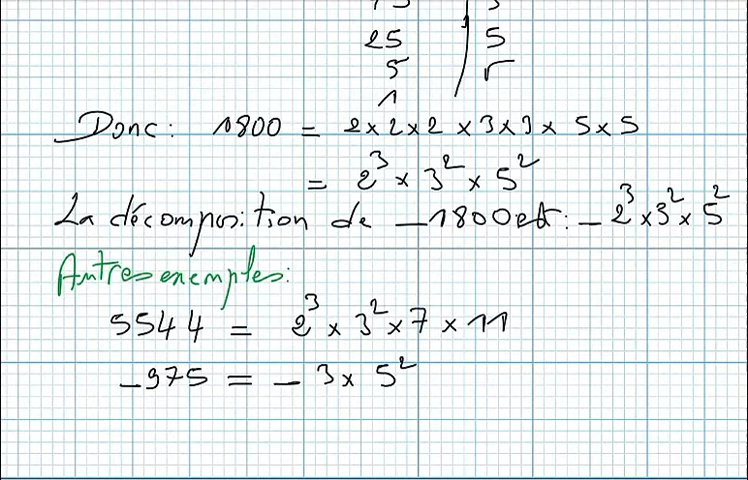 25 | 5
5 | 5
1
Donc: 1800 = 2×2×2×3×3×5×5
= 2³×3²×5²
La décomposition de -1800 est: -2³×3²×5²
Autres exemples:
5544 = 2³×3²×7×11
-975 = -3×5²